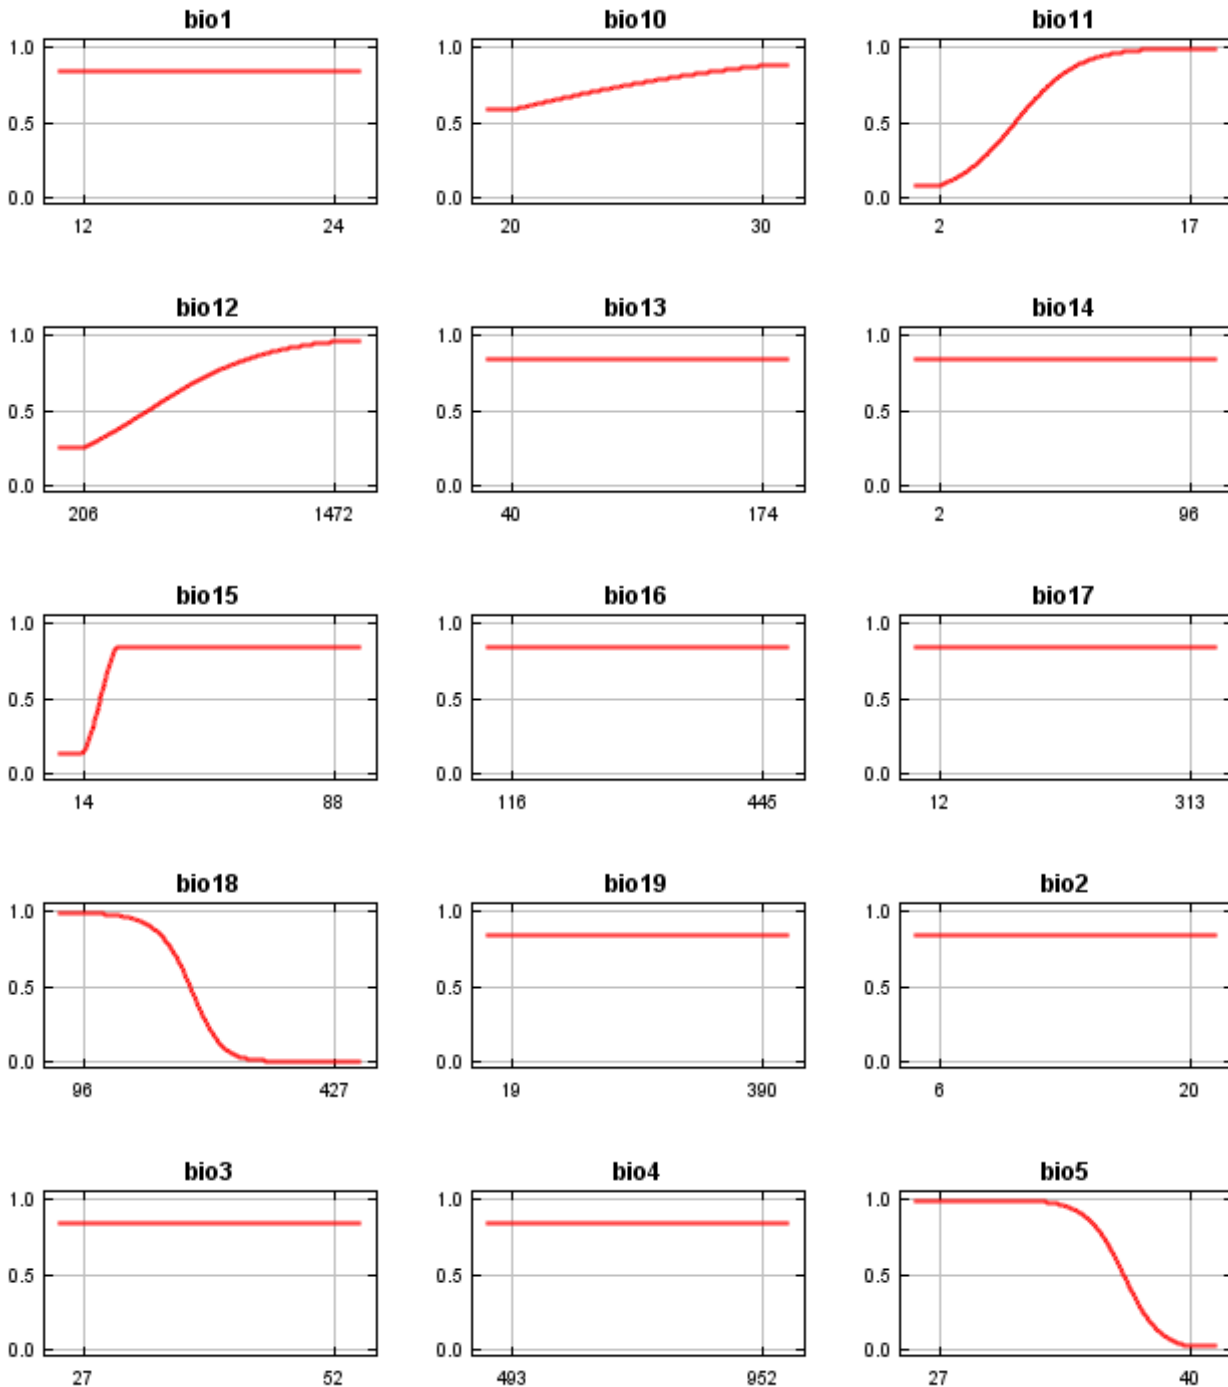 bio1 bio10 bio11
1.0 1.0 1.0
0.5 0.5 0.5
0.0 0.0 0.0
12 24 20 30 2 17
bio12 bio13 bio14
1.0 1.0 1.0
0.5 0.5 0.5
0.0 0.0 0.0
206 1472 40 174 2 96
bio15 bio16 bio17
1.0 1.0 1.0
0.5 0.5 0.5
0.0 0.0 0.0
14 88 116 445 12 313
bio18 bio19 bio2
1.0 1.0 1.0
0.5 0.5 0.5
0.0 0.0 0.0
96 427 19 390 6 20
bio3 bio4 bio5
1.0 1.0 1.0
0.5 0.5 0.5
0.0 0.0 0.0
27 52 493 952 27 40